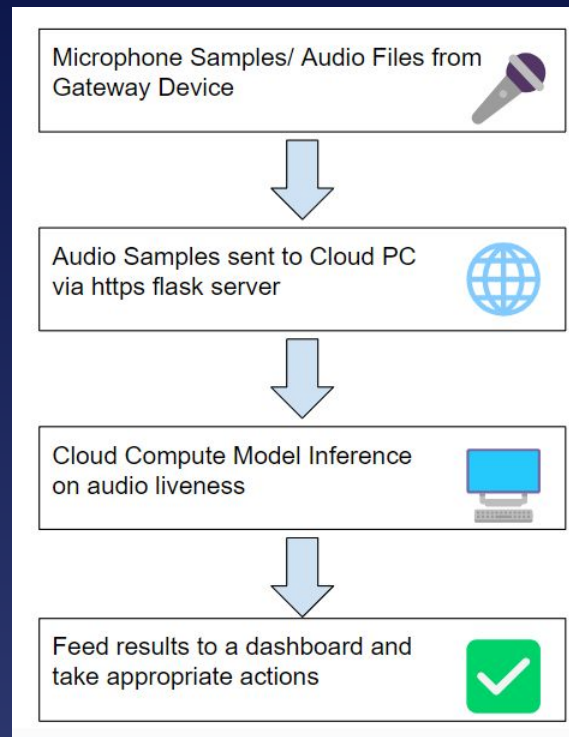 Microphone Samples/ Audio Files from
Gateway Device
Audio Samples sent to Cloud PC
via https flask server
Cloud Compute Model Inference
on audio liveness
Feed results to a dashboard and
take appropriate actions